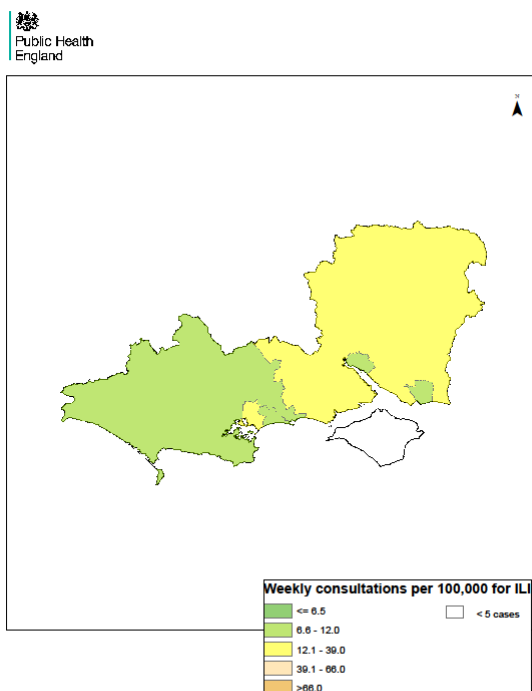 Public Health
England
N
Weekly consultations per 100,000 for ILI
<= 6.5
< 5 cases
6.6 - 12.0
12.1 - 39.0
39.1 - 66.0
>66.0